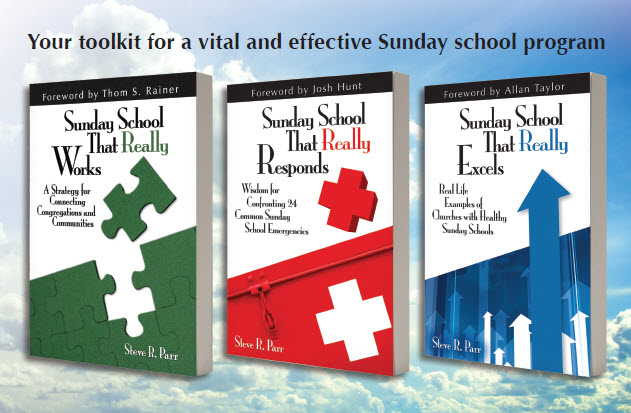 Your toolkit for a vital and effective Sunday school program
Foreword by Thom S. Rainer
Sunday School
That Really
Works
A Strategy for
Connecting
Congregations and
Communities
Steve R. Parr
Foreword by Josh Hunt
Sunday School
That Really
Responds
Wisdom for
Confronting 24
Common Sunday
School Emergencies
Steve R. Parr
Foreword by Allan Taylor
Sunday School
That Really
Excels
Real Life
Examples of
Churches with Healthy
Sunday Schools
Steve R. Parr